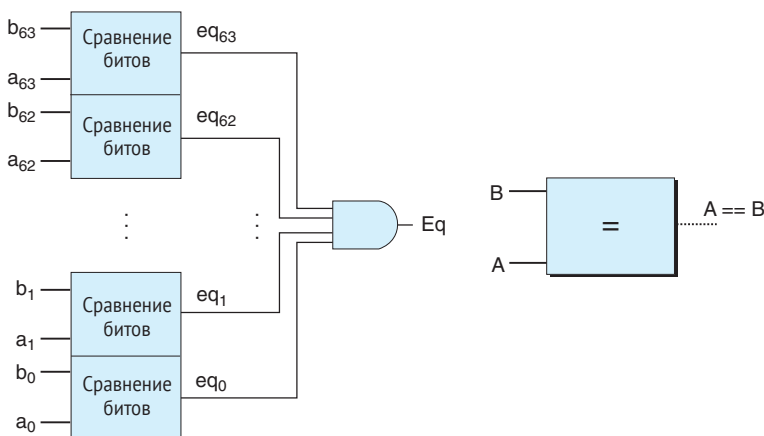 b63
Сравнение
битов
eq63
a63
b62
Сравнение
битов
eq62
a62
Eq
B
=
A == B
A
b1
Сравнение
битов
eq1
a1
b0
Сравнение
битов
eq0
a0